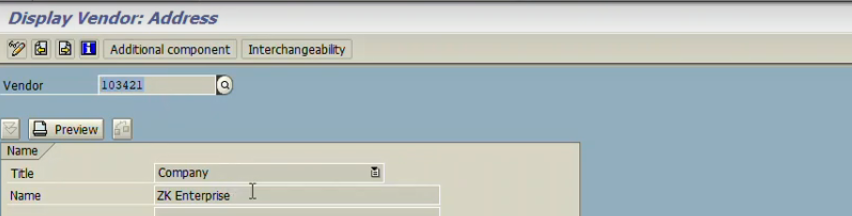 Display Vendor: Address
Additional component Interchangeability
Vendor 103421
Preview
Name
Title Company
Name ZK Enterprise